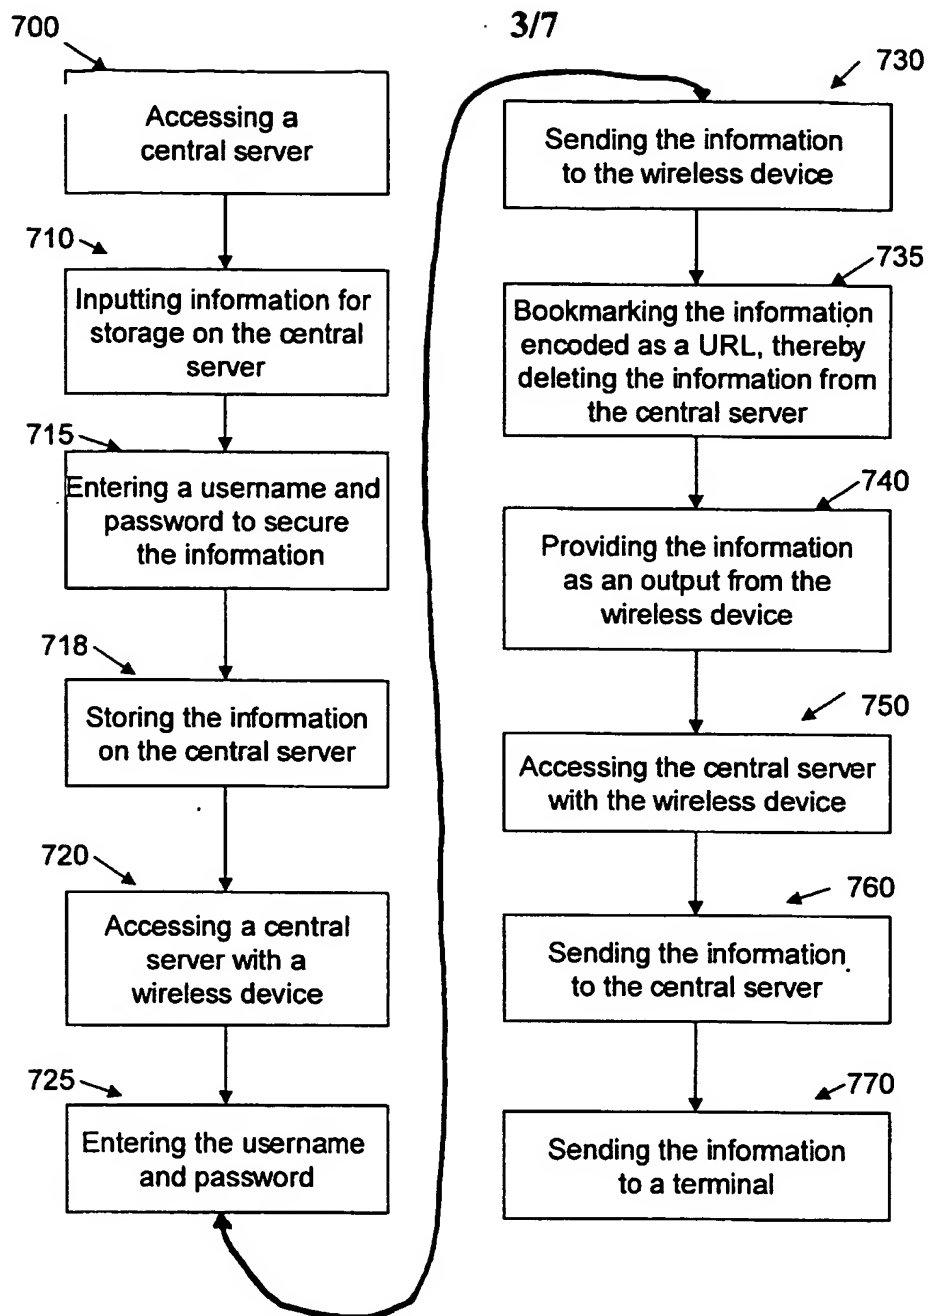 3/7
700
Accessing a
central server
710
Inputting information for
storage on the central
server
715
Entering a username and
password to secure
the information
718
Storing the information
on the central server
720
Accessing a central
server with a
wireless device
725
Entering the username
and password
730
Sending the information
to the wireless device
735
Bookmarking the information
encoded as a URL, thereby
deleting the information from
the central server
740
Providing the information
as an output from the
wireless device
750
Accessing the central server
with the wireless device
760
Sending the information
to the central server
770
Sending the information
to a terminal